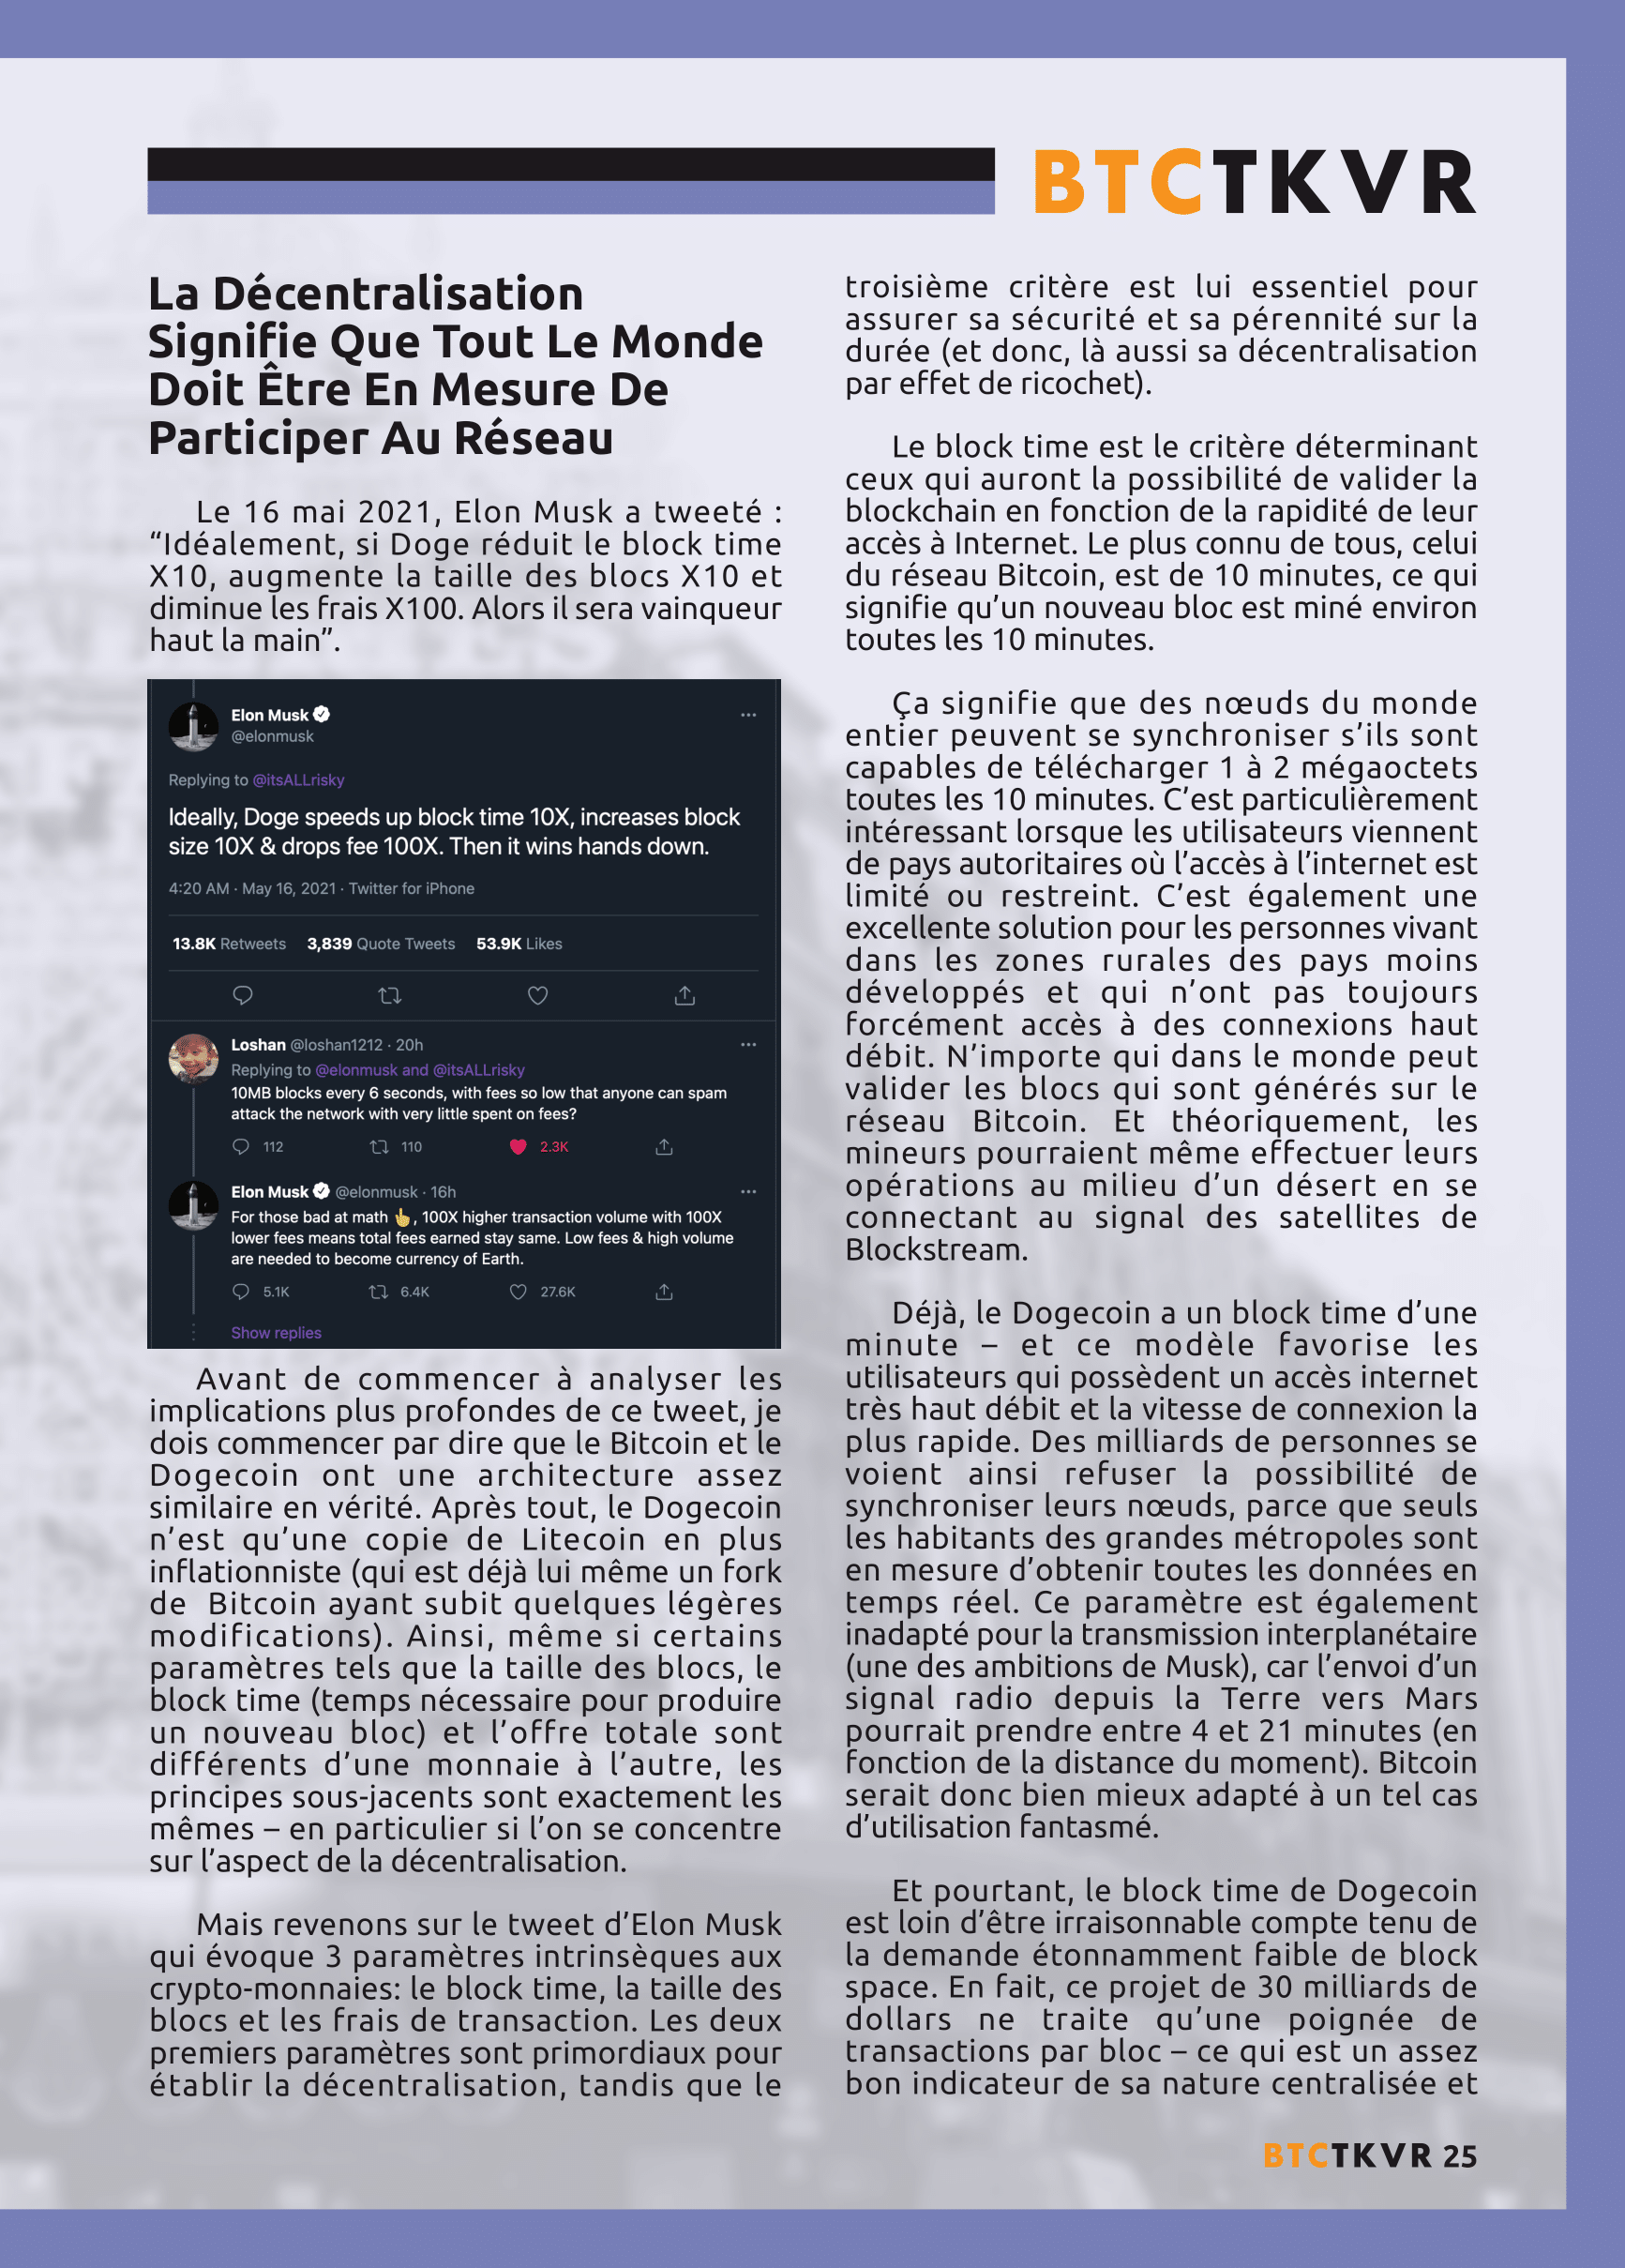 BTCTKVR
La Décentralisation
Signifie Que Tout Le Monde
Doit Être En Mesure De
Participer Au Réseau
Le 16 mai 2021, Elon Musk a tweeté :
“Idéalement, si Doge réduit le block time
X10, augmente la taille des blocs X10 et
diminue les frais X100. Alors il sera vainqueur
haut la main”.
Elon Musk
@elonmusk
Replying to @itsALLrisky
Ideally, Doge speeds up block time 10X, increases block
size 10X & drops fee 100X. Then it wins hands down.
4:20 AM · May 16, 2021 · Twitter for iPhone
13.8K Retweets 3,839 Quote Tweets 53.9K Likes
Loshan @loshan1212 · 20h
Replying to @elonmusk and @itsALLrisky
10MB blocks every 6 seconds, with fees so low that anyone can spam
attack the network with very little spent on fees?
112 110 2.3K
Elon Musk @elonmusk · 16h
For those bad at math 👆, 100X higher transaction volume with 100X
lower fees means total fees earned stay same. Low fees & high volume
are needed to become currency of Earth.
5.1K 6.4K 27.6K
Show replies
Avant de commencer à analyser les
implications plus profondes de ce tweet, je
dois commencer par dire que le Bitcoin et le
Dogecoin ont une architecture assez
similaire en vérité. Après tout, le Dogecoin
n’est qu’une copie de Litecoin en plus
inflationniste (qui est déjà lui même un fork
de Bitcoin ayant subit quelques légères
modifications). Ainsi, même si certains
paramètres tels que la taille des blocs, le
block time (temps nécessaire pour produire
un nouveau bloc) et l’offre totale sont
différents d’une monnaie à l’autre, les
principes sous-jacents sont exactement les
mêmes – en particulier si l’on se concentre
sur l’aspect de la décentralisation.
Mais revenons sur le tweet d’Elon Musk
qui évoque 3 paramètres intrinsèques aux
crypto-monnaies: le block time, la taille des
blocs et les frais de transaction. Les deux
premiers paramètres sont primordiaux pour
établir la décentralisation, tandis que le
troisième critère est lui essentiel pour
assurer sa sécurité et sa pérennité sur la
durée (et donc, là aussi sa décentralisation
par effet de ricochet).
Le block time est le critère déterminant
ceux qui auront la possibilité de valider la
blockchain en fonction de la rapidité de leur
accès à Internet. Le plus connu de tous, celui
du réseau Bitcoin, est de 10 minutes, ce qui
signifie qu’un nouveau bloc est miné environ
toutes les 10 minutes.
Ça signifie que des nœuds du monde
entier peuvent se synchroniser s’ils sont
capables de télécharger 1 à 2 mégaoctets
toutes les 10 minutes. C’est particulièrement
intéressant lorsque les utilisateurs viennent
de pays autoritaires où l’accès à l’internet est
limité ou restreint. C’est également une
excellente solution pour les personnes vivant
dans les zones rurales des pays moins
développés et qui n’ont pas toujours
forcément accès à des connexions haut
débit. N’importe qui dans le monde peut
valider les blocs qui sont générés sur le
réseau Bitcoin. Et théoriquement, les
mineurs pourraient même effectuer leurs
opérations au milieu d’un désert en se
connectant au signal des satellites de
Blockstream.
Déjà, le Dogecoin a un block time d’une
minute – et ce modèle favorise les
utilisateurs qui possèdent un accès internet
très haut débit et la vitesse de connexion la
plus rapide. Des milliards de personnes se
voient ainsi refuser la possibilité de
synchroniser leurs nœuds, parce que seuls
les habitants des grandes métropoles sont
en mesure d’obtenir toutes les données en
temps réel. Ce paramètre est également
inadapté pour la transmission interplanétaire
(une des ambitions de Musk), car l’envoi d’un
signal radio depuis la Terre vers Mars
pourrait prendre entre 4 et 21 minutes (en
fonction de la distance du moment). Bitcoin
serait donc bien mieux adapté à un tel cas
d’utilisation fantasmé.
Et pourtant, le block time de Dogecoin
est loin d’être irraisonnable compte tenu de
la demande étonnamment faible de block
space. En fait, ce projet de 30 milliards de
dollars ne traite qu’une poignée de
transactions par bloc – ce qui est un assez
bon indicateur de sa nature centralisée et
BTCTKVR 25